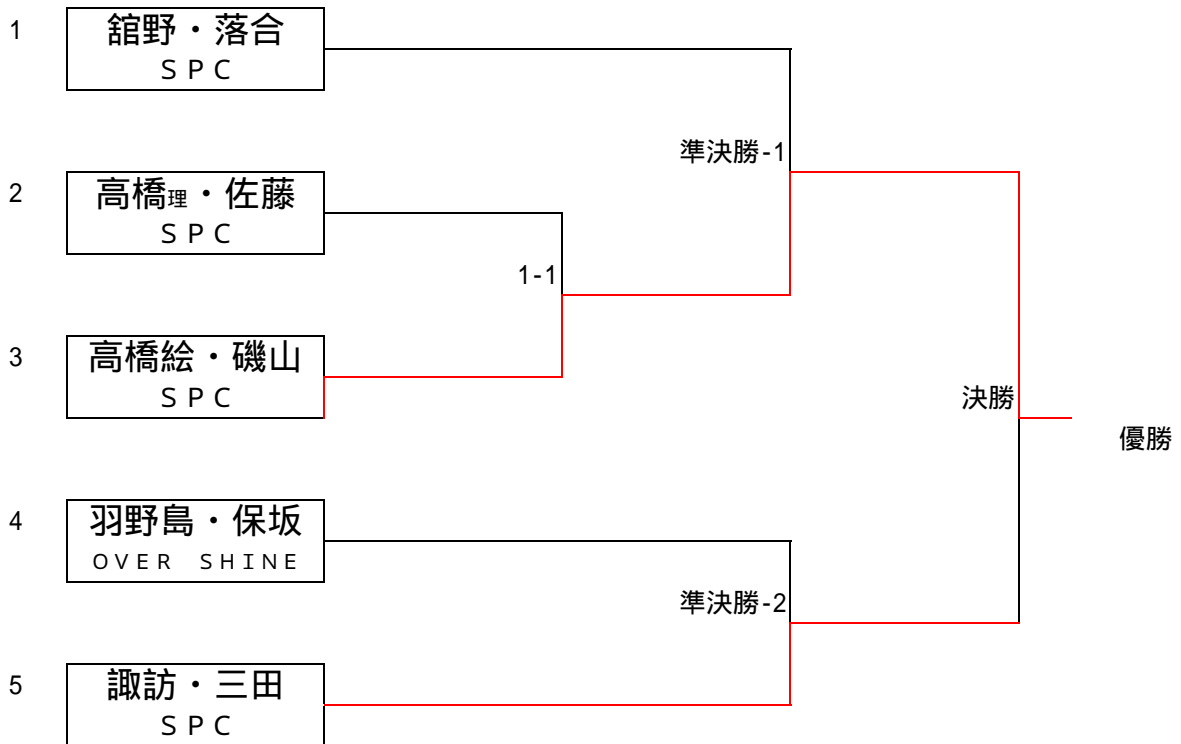 1
舘野・落合
ＳＰＣ
準決勝-1
2
高橋理・佐藤
ＳＰＣ
1-1
3
高橋絵・磯山
ＳＰＣ
決勝
優勝
4
羽野島・保坂
ＯＶＥＲ　ＳＨＩＮＥ
準決勝-2
5
諏訪・三田
ＳＰＣ